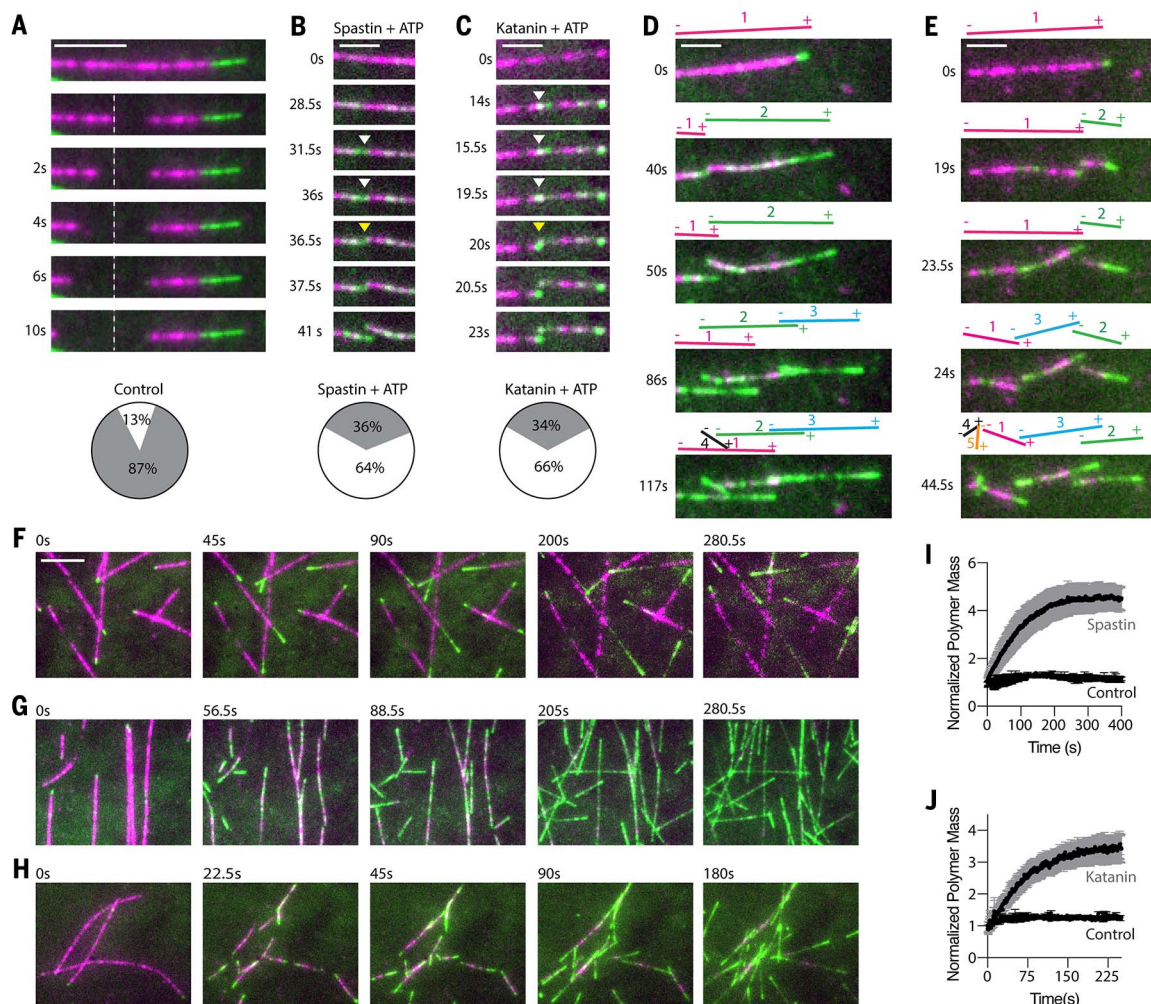 A
2s
4s
6s
10s
Control
13%
87%
B
Spastin + ATP
0s
28.5s
31.5s
36s
36.5s
37.5s
41 s
Spastin + ATP
36%
64%
C
Katanin + ATP
14s
15.5s
19.5s
20s
20.5s
23s
Katanin + ATP
34%
66%
D
- 1 +
0s
- 1 + - 2 +
40s
- 1 + - 2 +
50s
- 2 + - 3 +
- 1 +
86s
- 4 + - 2 + - 3 +
- 1 +
117s
E
- 1 +
0s
- 1 + - 2 +
19s
- 1 + - 2 +
23.5s
- 1 + - 3 + - 2 +
24s
- 4 + - 5 - 1 + - 3 + - 2 +
44.5s
F
0s 45s 90s 200s 280.5s
G
0s 56.5s 88.5s 205s 280.5s
H
0s 22.5s 45s 90s 180s
I
Normalized Polymer Mass
6
4
2
0
Spastin
Control
0 100 200 300 400
Time (s)
J
Normalized Polymer Mass
4
3
2
1
0
Katanin
Control
0 75 150 225
Time(s)